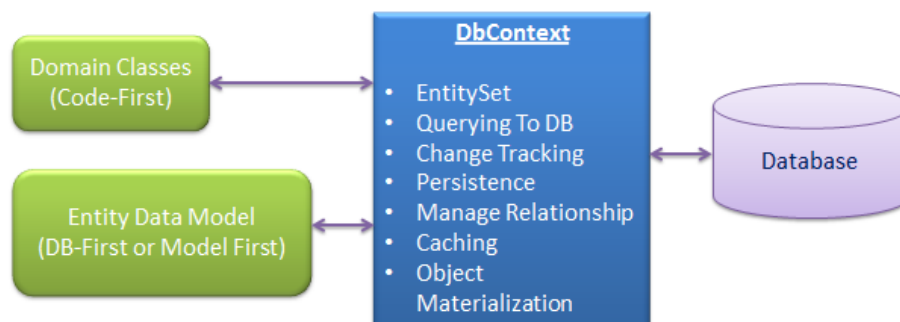 Domain Classes
(Code-First)
Entity Data Model
(DB-First or Model First)
DbContext
• EntitySet
• Querying To DB
• Change Tracking
• Persistence
• Manage Relationship
• Caching
• Object
Materialization
Database